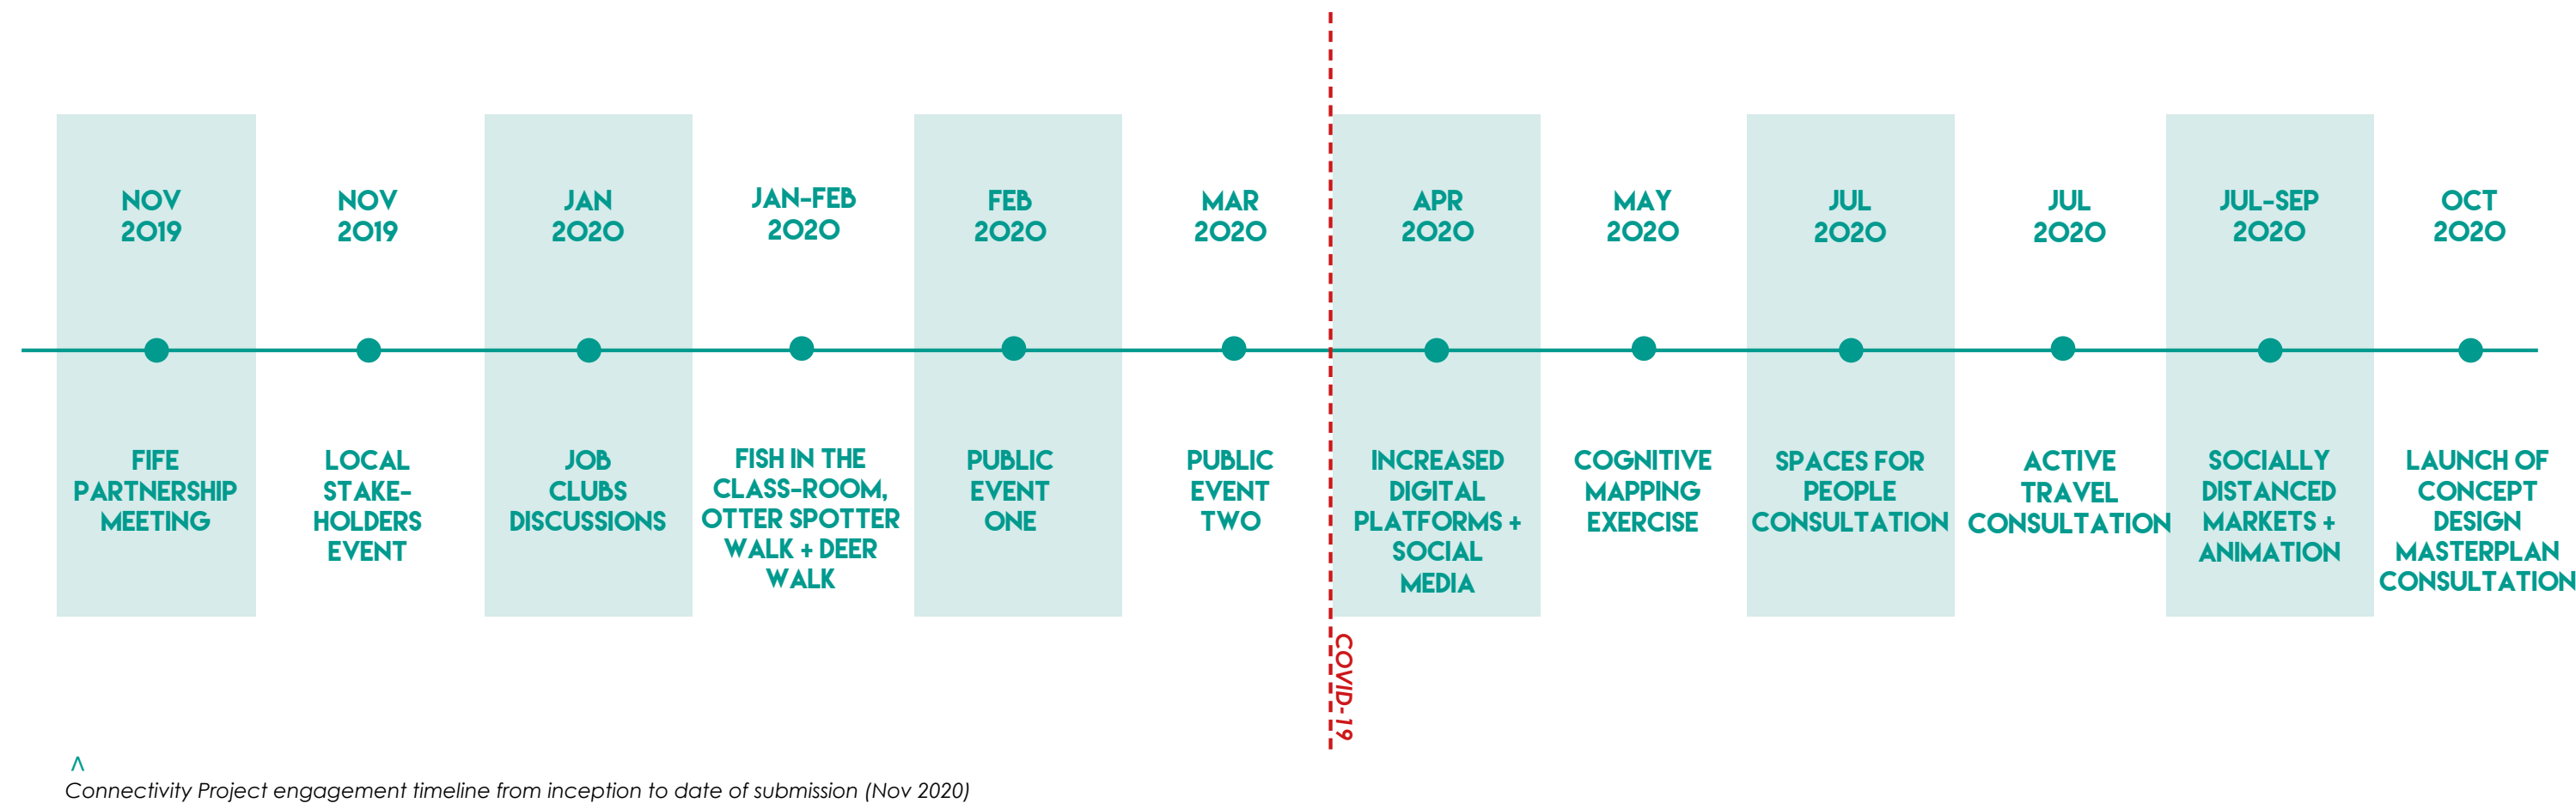 NOV
2019
NOV
2019
JAN
2020
JAN-FEB
2020
FEB
2020
MAR
2020
APR
2020
MAY
2020
JUL
2020
JUL
2020
JUL-SEP
2020
OCT
2020
FIFE
PARTNERSHIP
MEETING
LOCAL
STAKE-
HOLDERS
EVENT
JOB
CLUBS
DISCUSSIONS
FISH IN THE
CLASS-ROOM,
OTTER SPOTTER
WALK + DEER
WALK
PUBLIC
EVENT
ONE
PUBLIC
EVENT
TWO
INCREASED
DIGITAL
PLATFORMS +
SOCIAL
MEDIA
COGNITIVE
MAPPING
EXERCISE
SPACES FOR
PEOPLE
CONSULTATION
ACTIVE
TRAVEL
CONSULTATION
SOCIALLY
DISTANCED
MARKETS +
ANIMATION
LAUNCH OF
CONCEPT
DESIGN
MASTERPLAN
CONSULTATION
COVID-19
^
Connectivity Project engagement timeline from inception to date of submission (Nov 2020)